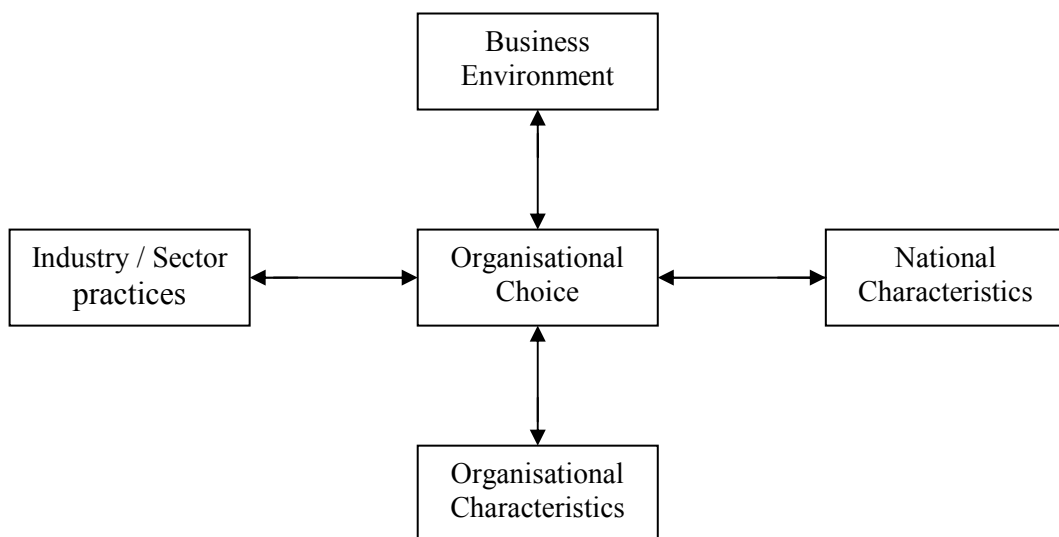 Business
Environment
Industry / Sector
practices
Organisational
Choice
National
Characteristics
Organisational
Characteristics